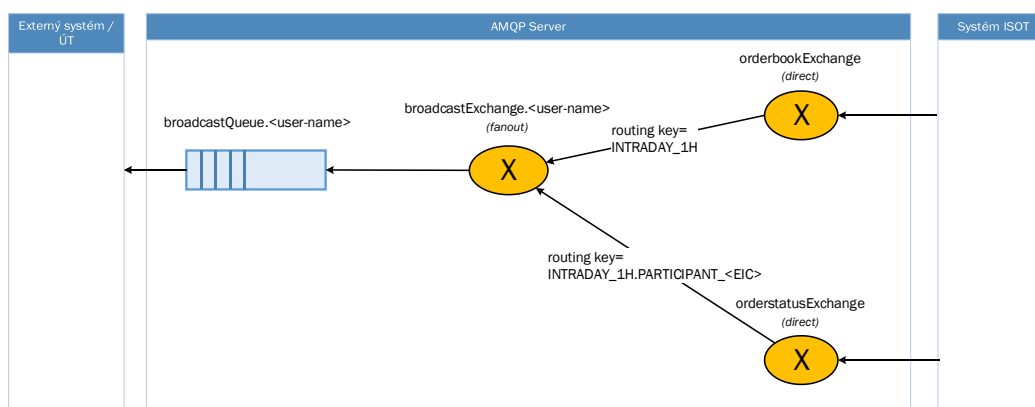 Externý systém /
ÚT
AMQP Server
Systém ISOT
orderbookExchange
(direct)
X
broadcastExchange.<user-name>
(fanout)
X
broadcastQueue.<user-name>
routing key=
INTRADAY_1H
routing key=
INTRADAY_1H.PARTICIPANT_<EIC>
orderstatusExchange
(direct)
X